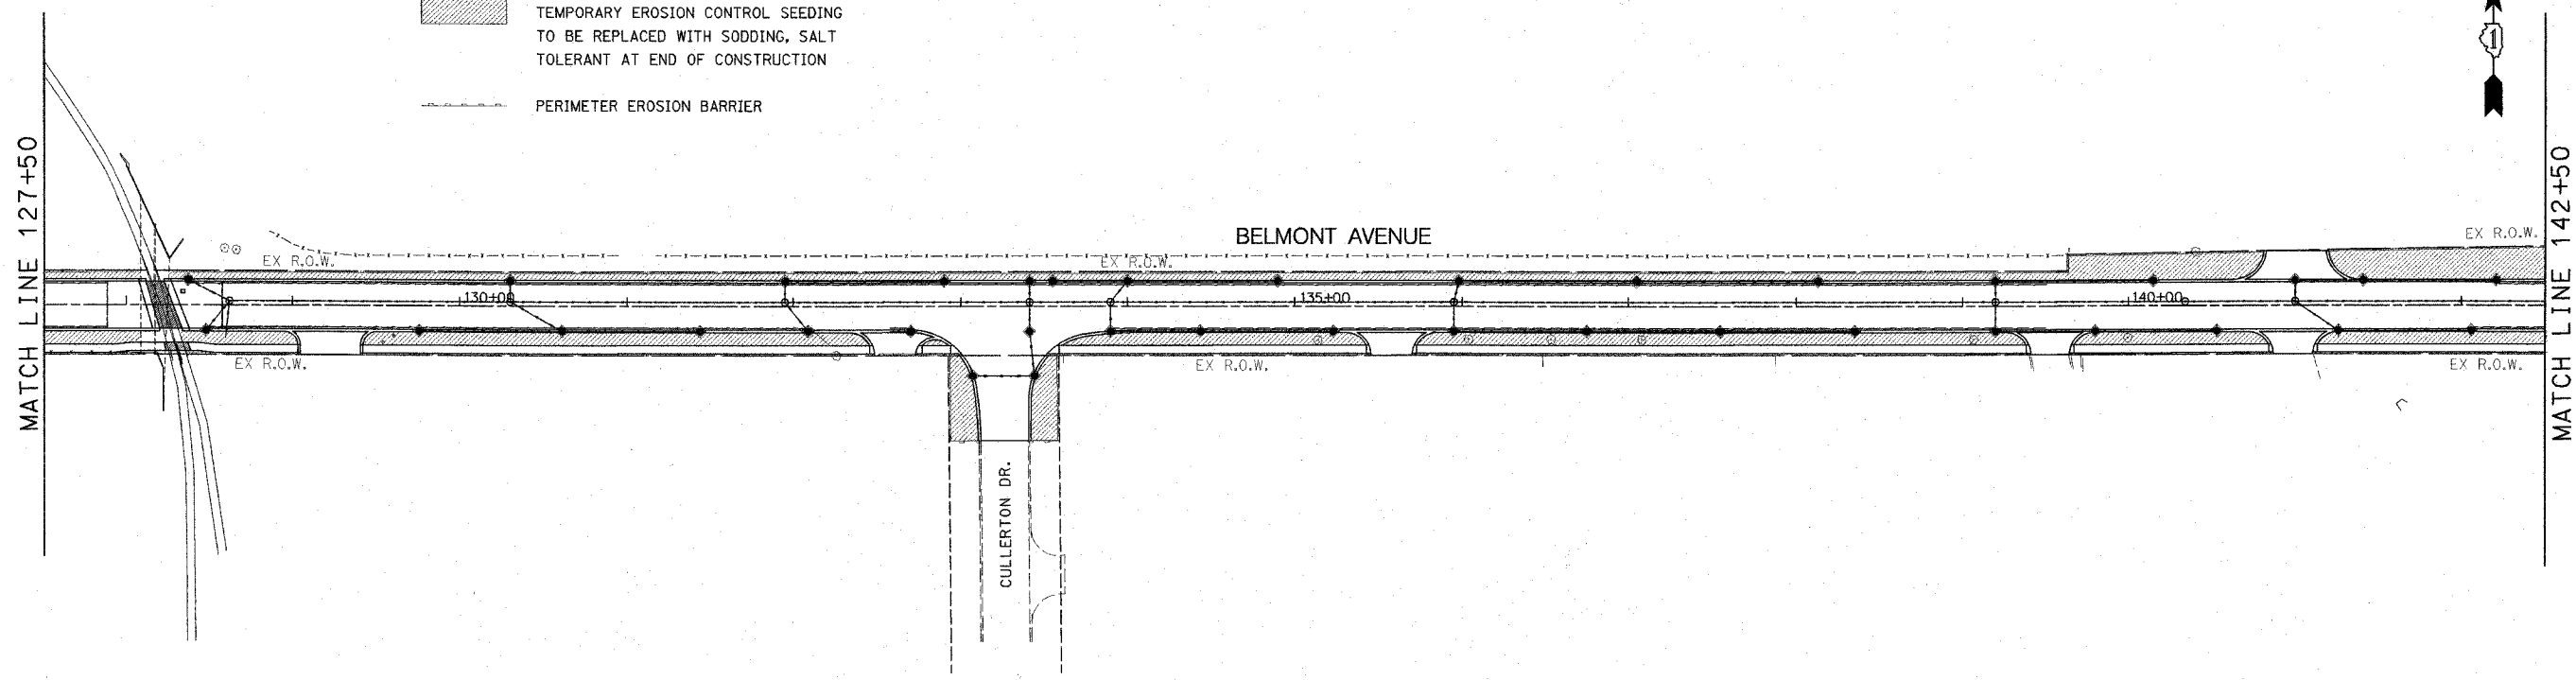 TEMPORARY EROSION CONTROL SEEDING
TO BE REPLACED WITH SODDING, SALT
TOLERANT AT END OF CONSTRUCTION
PERIMETER EROSION BARRIER
1
MATCH LINE 127+50
MATCH LINE 142+50
BELMONT AVENUE
EX R.O.W.
EX R.O.W.
EX R.O.W.
130+00
135+00
140+00
EX R.O.W.
EX R.O.W.
EX R.O.W.
CULLERTON DR.